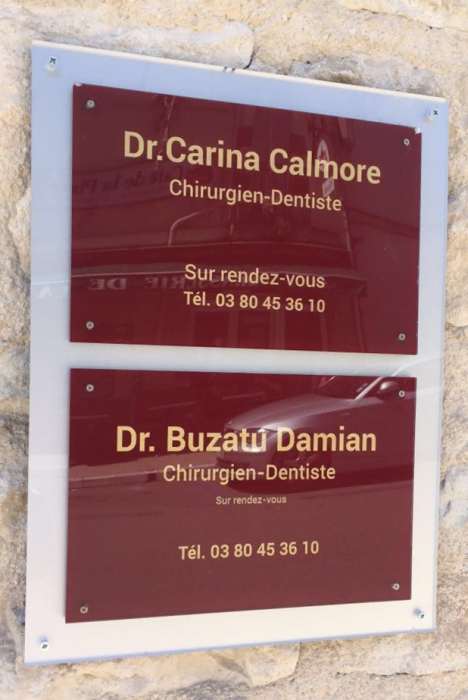 Dr.Carina Calmore
Chirurgien-Dentiste
Sur rendez-vous
Tél. 03 80 45 36 10
Dr. Buzatu Damian
Chirurgien-Dentiste
Sur rendez-vous
Tél. 03 80 45 36 10